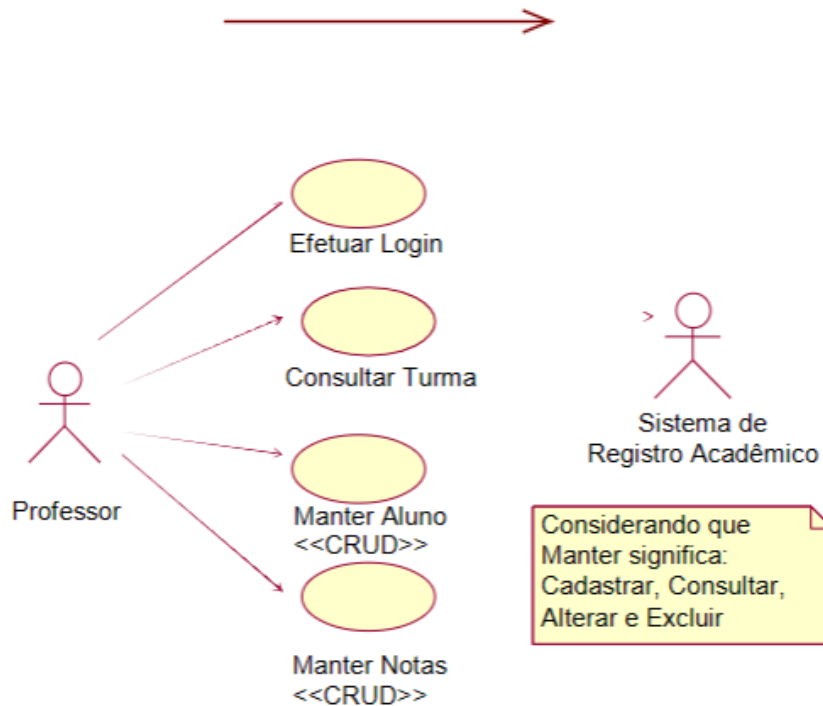 Efetuar Login
Consultar Turma
Professor
Manter Aluno
<<CRUD>>
Manter Notas
<<CRUD>>
Sistema de
Registro Acadêmico
Considerando que
Manter significa:
Cadastrar, Consultar,
Alterar e Excluir